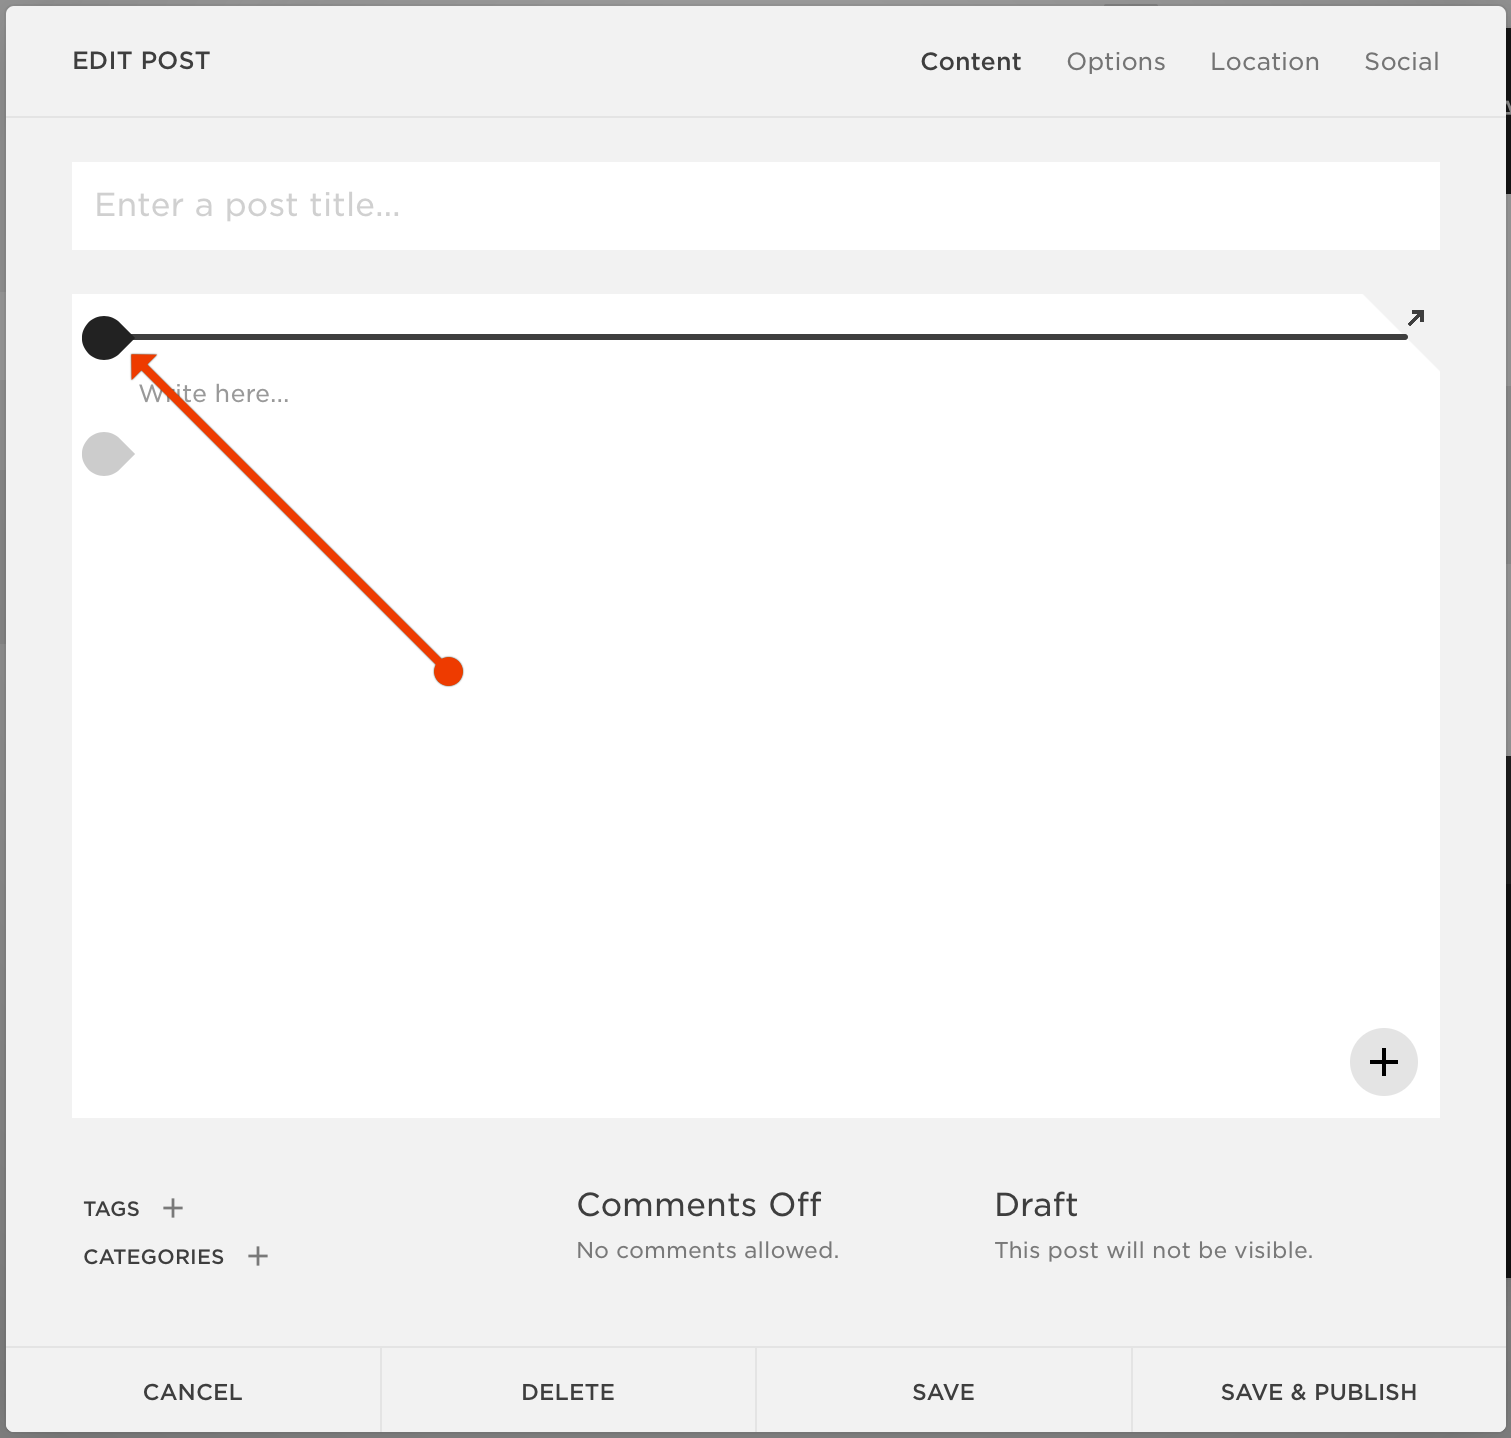 EDIT POST
Content Options Location Social
Enter a post title...
Write here...
TAGS +
CATEGORIES +
Comments Off
No comments allowed.
Draft
This post will not be visible.
CANCEL DELETE SAVE SAVE & PUBLISH